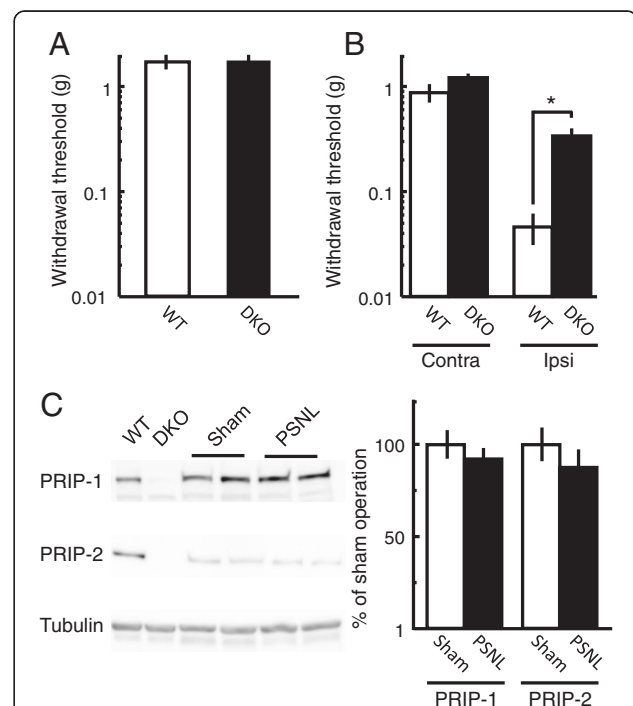 A
Withdrawal threshold (g)
1
0.1
0.01
WT
DKO
B
Withdrawal threshold (g)
1
0.1
0.01
*
WT
DKO
WT
DKO
Contra
Ipsi
C
WT
DKO
Sham
PSNL
PRIP-1
PRIP-2
Tubulin
% of sham operation
100
50
1
Sham
PSNL
Sham
PSNL
PRIP-1
PRIP-2